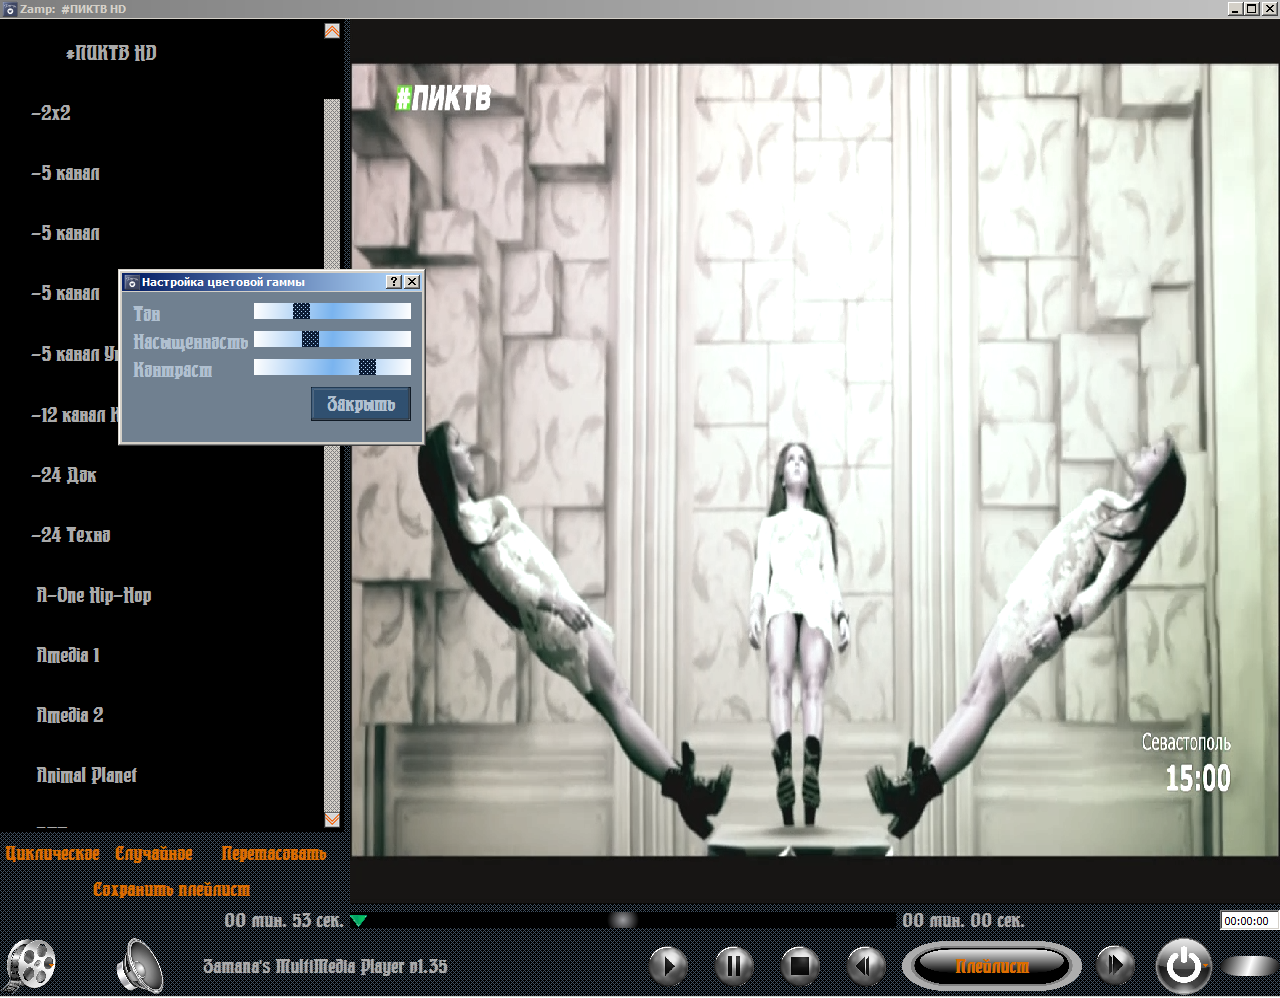 Zamp: #ПИКТВ HD
#ПИКТВ HD
-2x2
-5 канал
-5 канал
-5 канал
-5 канал
-12 канал
-24 Док
-24 Техно
A-One Hip-Hop
Amedia 1
Amedia 2
Animal Planet
Настройка цветовой гаммы
Тон
Насыщенность
Контраст
Закрыть
#ПИКТВ
Севастополь
15:00
Циклическое Случайное Перетасовать
Сохранить плейлист
00 мин. 53 сек. 00 мин. 00 сек. 00:00:00
Zamana's MultiMedia Player v1.35
Плейлист